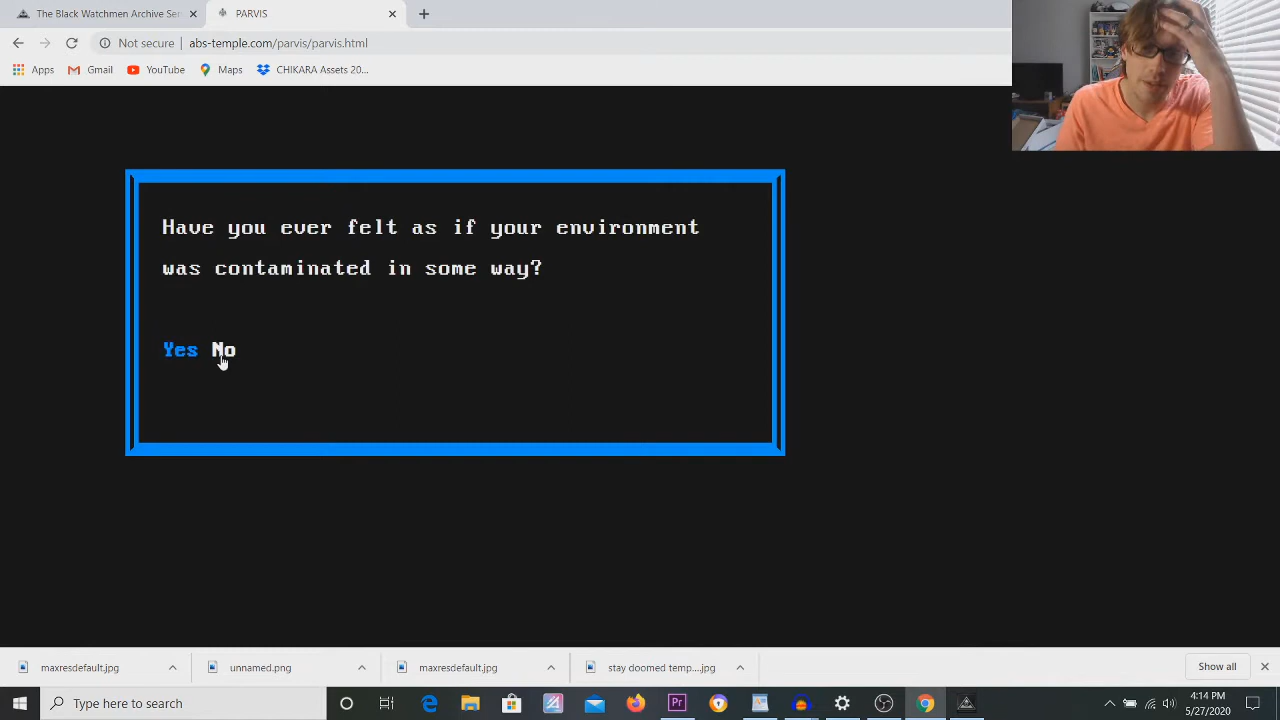 The Black Watchmen Archive Ser
PARVIS
Not secure
abs-temple.com/parvis/parvis.html
Apps
Gmail
YouTube
Maps
CHIKARA Assets 20...
Have you ever felt as if your environment
was contaminated in some way?
Yes No
maxresdefault.jpg
unnamed.png
maxresdefault.jpg
stay doomed temp....jpg
Show all
Type here to search
4:14 PM
5/27/2020